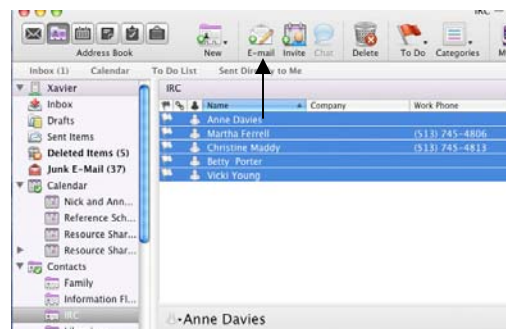 IRC —
Address Book
New E-mail Invite Chat Delete To Do Categories
Inbox (1) Calendar To Do List Sent Directly to Me
Xavier
Inbox
Drafts
Sent Items
Deleted Items (5)
Junk E-Mail (37)
Calendar
Nick and Ann...
Reference Sch...
Resource Shar...
Resource Shar...
Contacts
Family
Information Fl...
IRC
IRC
Name Company Work Phone
Anne Davies
Martha Ferrell (513) 745-4806
Christine Maddy (513) 745-4813
Betty Porter
Vicki Young
Anne Davies